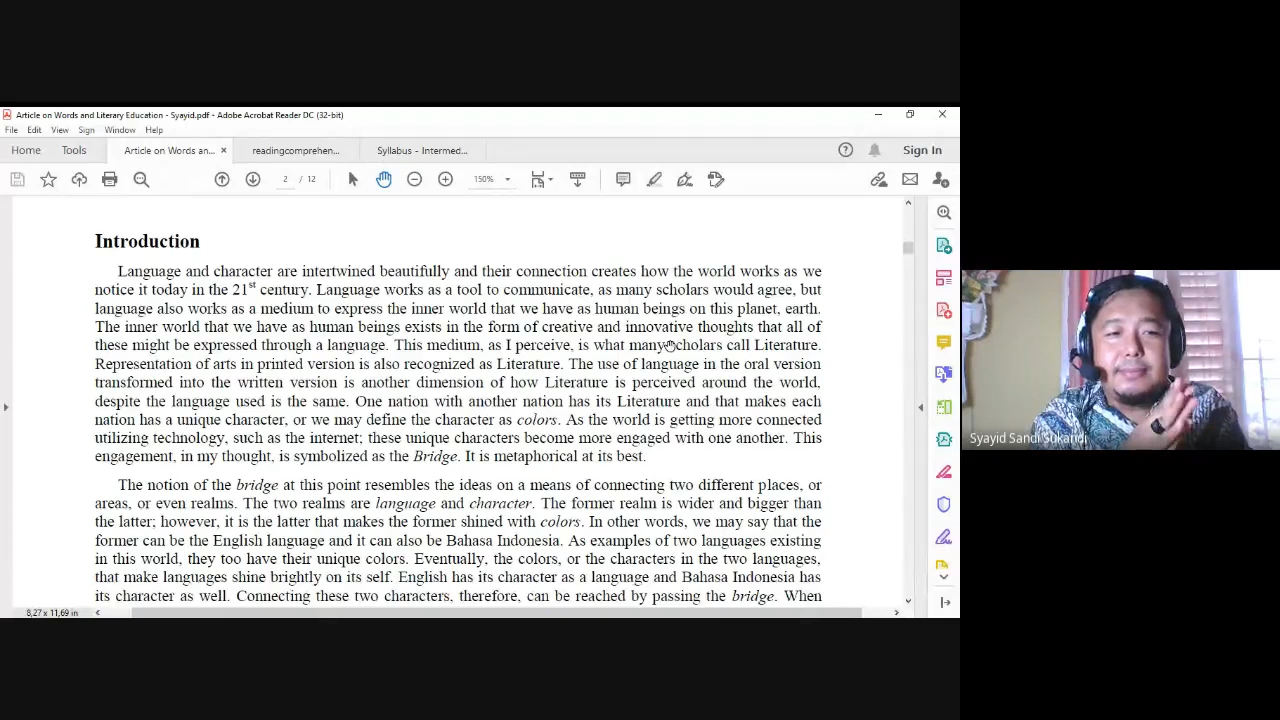 Article on Words and Literary Education - Syayid.pdf - Adobe Acrobat Reader DC (32-bit)
File Edit View Sign Window Help
Home Tools Article on Words an... × readingcomprehen... Syllabus - Intermed... Sign In
2 / 12 150%
Introduction
Language and character are intertwined beautifully and their connection creates how the world works as we
notice it today in the 21st century. Language works as a tool to communicate, as many scholars would agree, but
language also works as a medium to express the inner world that we have as human beings on this planet, earth.
The inner world that we have as human beings exists in the form of creative and innovative thoughts that all of
these might be expressed through a language. This medium, as I perceive, is what many scholars call Literature.
Representation of arts in printed version is also recognized as Literature. The use of language in the oral version
transformed into the written version is another dimension of how Literature is perceived around the world,
despite the language used is the same. One nation with another nation has its Literature and that makes each
nation has a unique character, or we may define the character as colors. As the world is getting more connected
utilizing technology, such as the internet; these unique characters become more engaged with one another. This
engagement, in my thought, is symbolized as the Bridge. It is metaphorical at its best.
The notion of the bridge at this point resembles the ideas on a means of connecting two different places, or
areas, or even realms. The two realms are language and character. The former realm is wider and bigger than
the latter; however, it is the latter that makes the former shined with colors. In other words, we may say that the
former can be the English language and it can also be Bahasa Indonesia. As examples of two languages existing
in this world, they too have their unique colors. Eventually, the colors, or the characters in the two languages,
that make languages shine brightly on its self. English has its character as a language and Bahasa Indonesia has
its character as well. Connecting these two characters, therefore, can be reached by passing the bridge. When
8,27 x 11,69 in
Syayid Sandi Sukandi